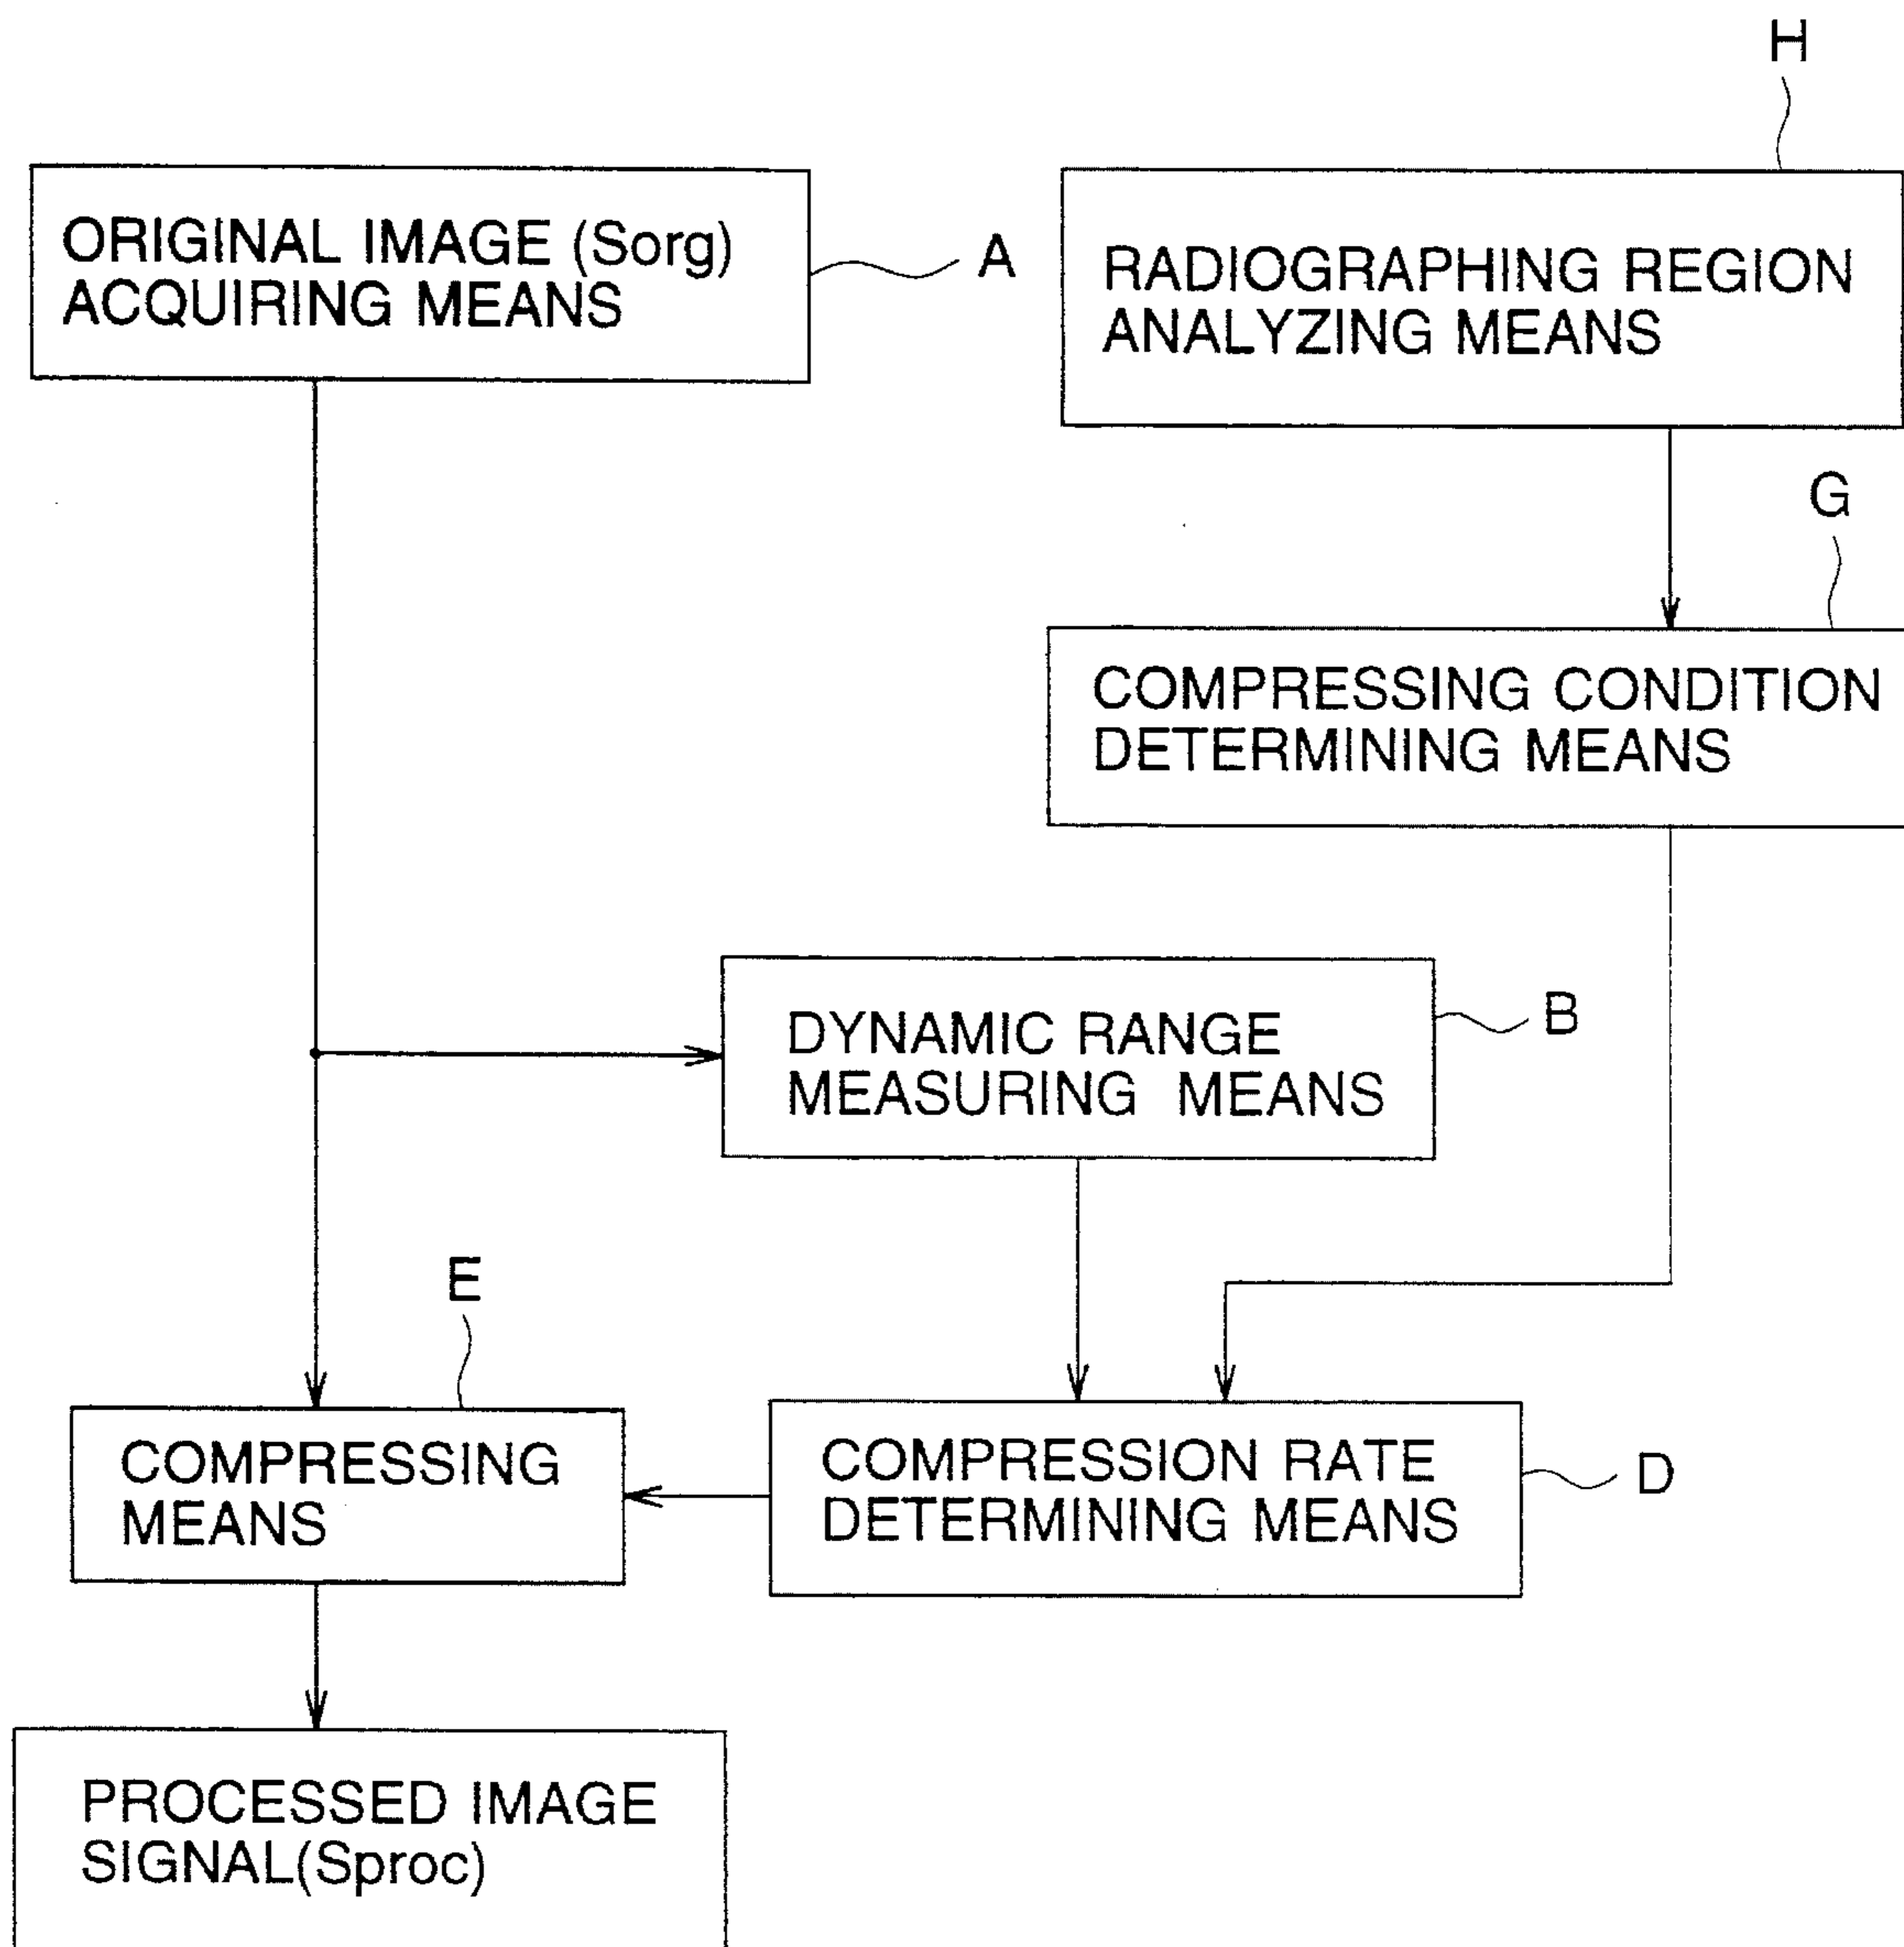 H
ORIGINAL IMAGE (Sorg)
ACQUIRING MEANS
A
RADIOGRAPHING REGION
ANALYZING MEANS
G
COMPRESSING CONDITION
DETERMINING MEANS
DYNAMIC RANGE
MEASURING MEANS
B
E
COMPRESSING
MEANS
COMPRESSION RATE
DETERMINING MEANS
D
PROCESSED IMAGE
SIGNAL(Sproc)